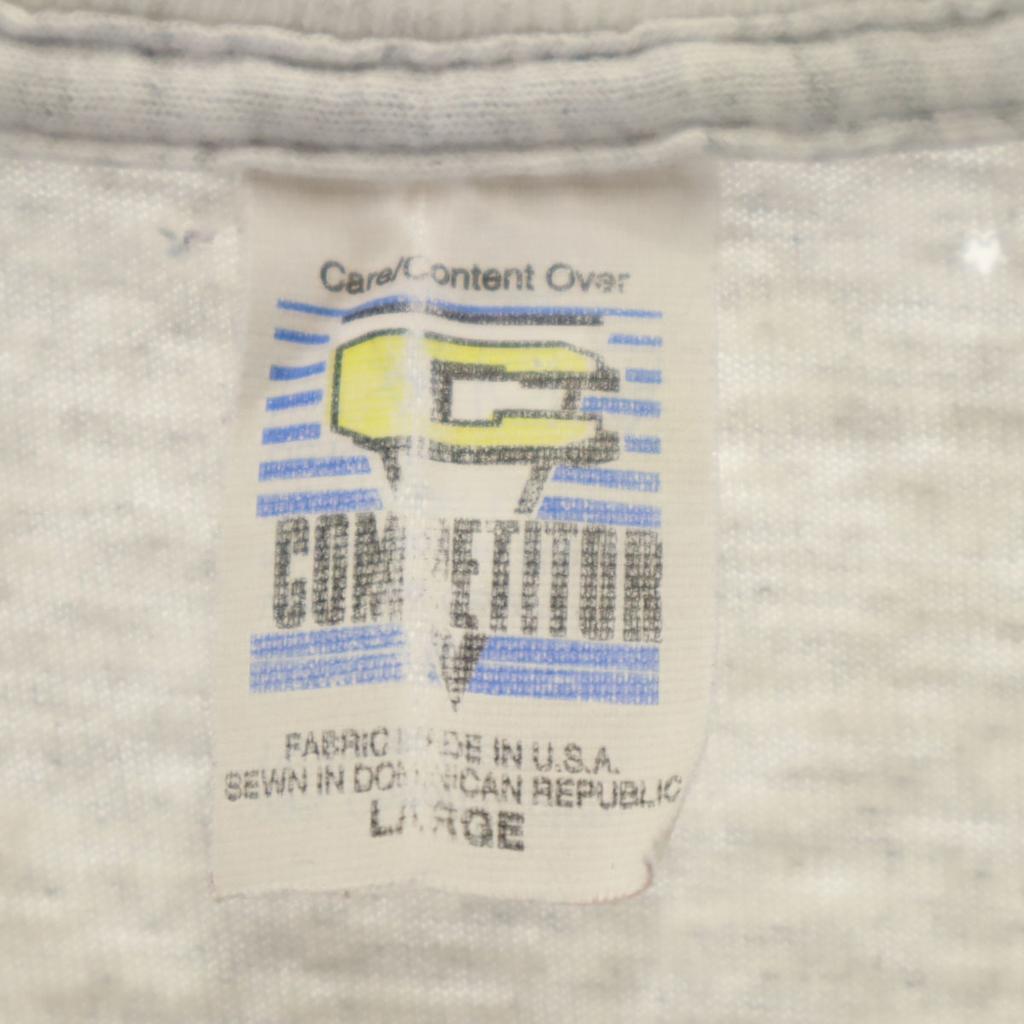 Care/Content Over
C
COMPETITOR
FABRIC MADE IN U.S.A.
SEWN IN DOMINICAN REPUBLIC
LARGE